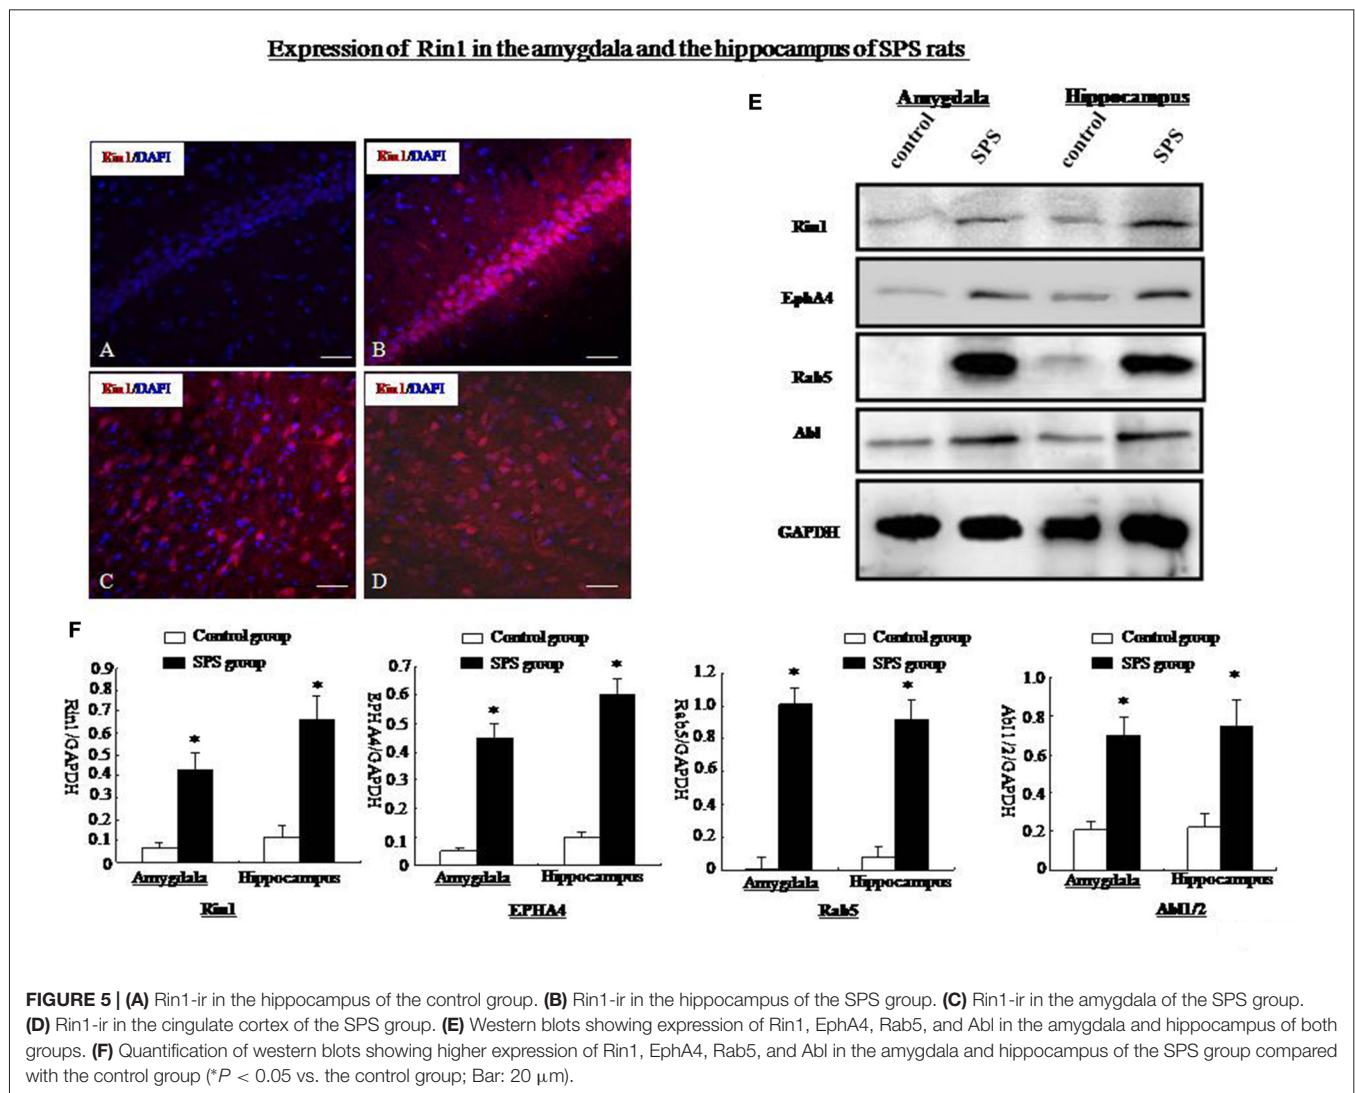 Expression of Rin1 in the amygdala and the hippocampus of SPS rats
E
Amygdala Hippocampus
control SPS control SPS
Rin1/DAPI Rin1/DAPI
A B
Rin1/DAPI Rin1/DAPI
C D
Rin1
EphA4
Rab5
Abl
GAPDH
F
Control group
SPS group
0.9
0.8
0.7
0.6
0.5
0.4
0.3
0.2
0.1
0
Rin1/GAPDH
* *
Amygdala Hippocampus
Rin1
Control group
SPS group
0.7
0.6
0.5
0.4
0.3
0.2
0.1
0
EPHA4/GAPDH
* *
Amygdala Hippocampus
EPHA4
Control group
SPS group
1.2
1.0
0.8
0.6
0.4
0.2
0
Rab5/GAPDH
* *
Amygdala Hippocampus
Rab5
Control group
SPS group
1.0
0.8
0.6
0.4
0.2
0
Abl1/2/GAPDH
* *
Amygdala Hippocampus
Abl1/2
FIGURE 5 | (A) Rin1-ir in the hippocampus of the control group. (B) Rin1-ir in the hippocampus of the SPS group. (C) Rin1-ir in the amygdala of the SPS group.
(D) Rin1-ir in the cingulate cortex of the SPS group. (E) Western blots showing expression of Rin1, EphA4, Rab5, and Abl in the amygdala and hippocampus of both
groups. (F) Quantification of western blots showing higher expression of Rin1, EphA4, Rab5, and Abl in the amygdala and hippocampus of the SPS group compared
with the control group (*P < 0.05 vs. the control group; Bar: 20 μm).